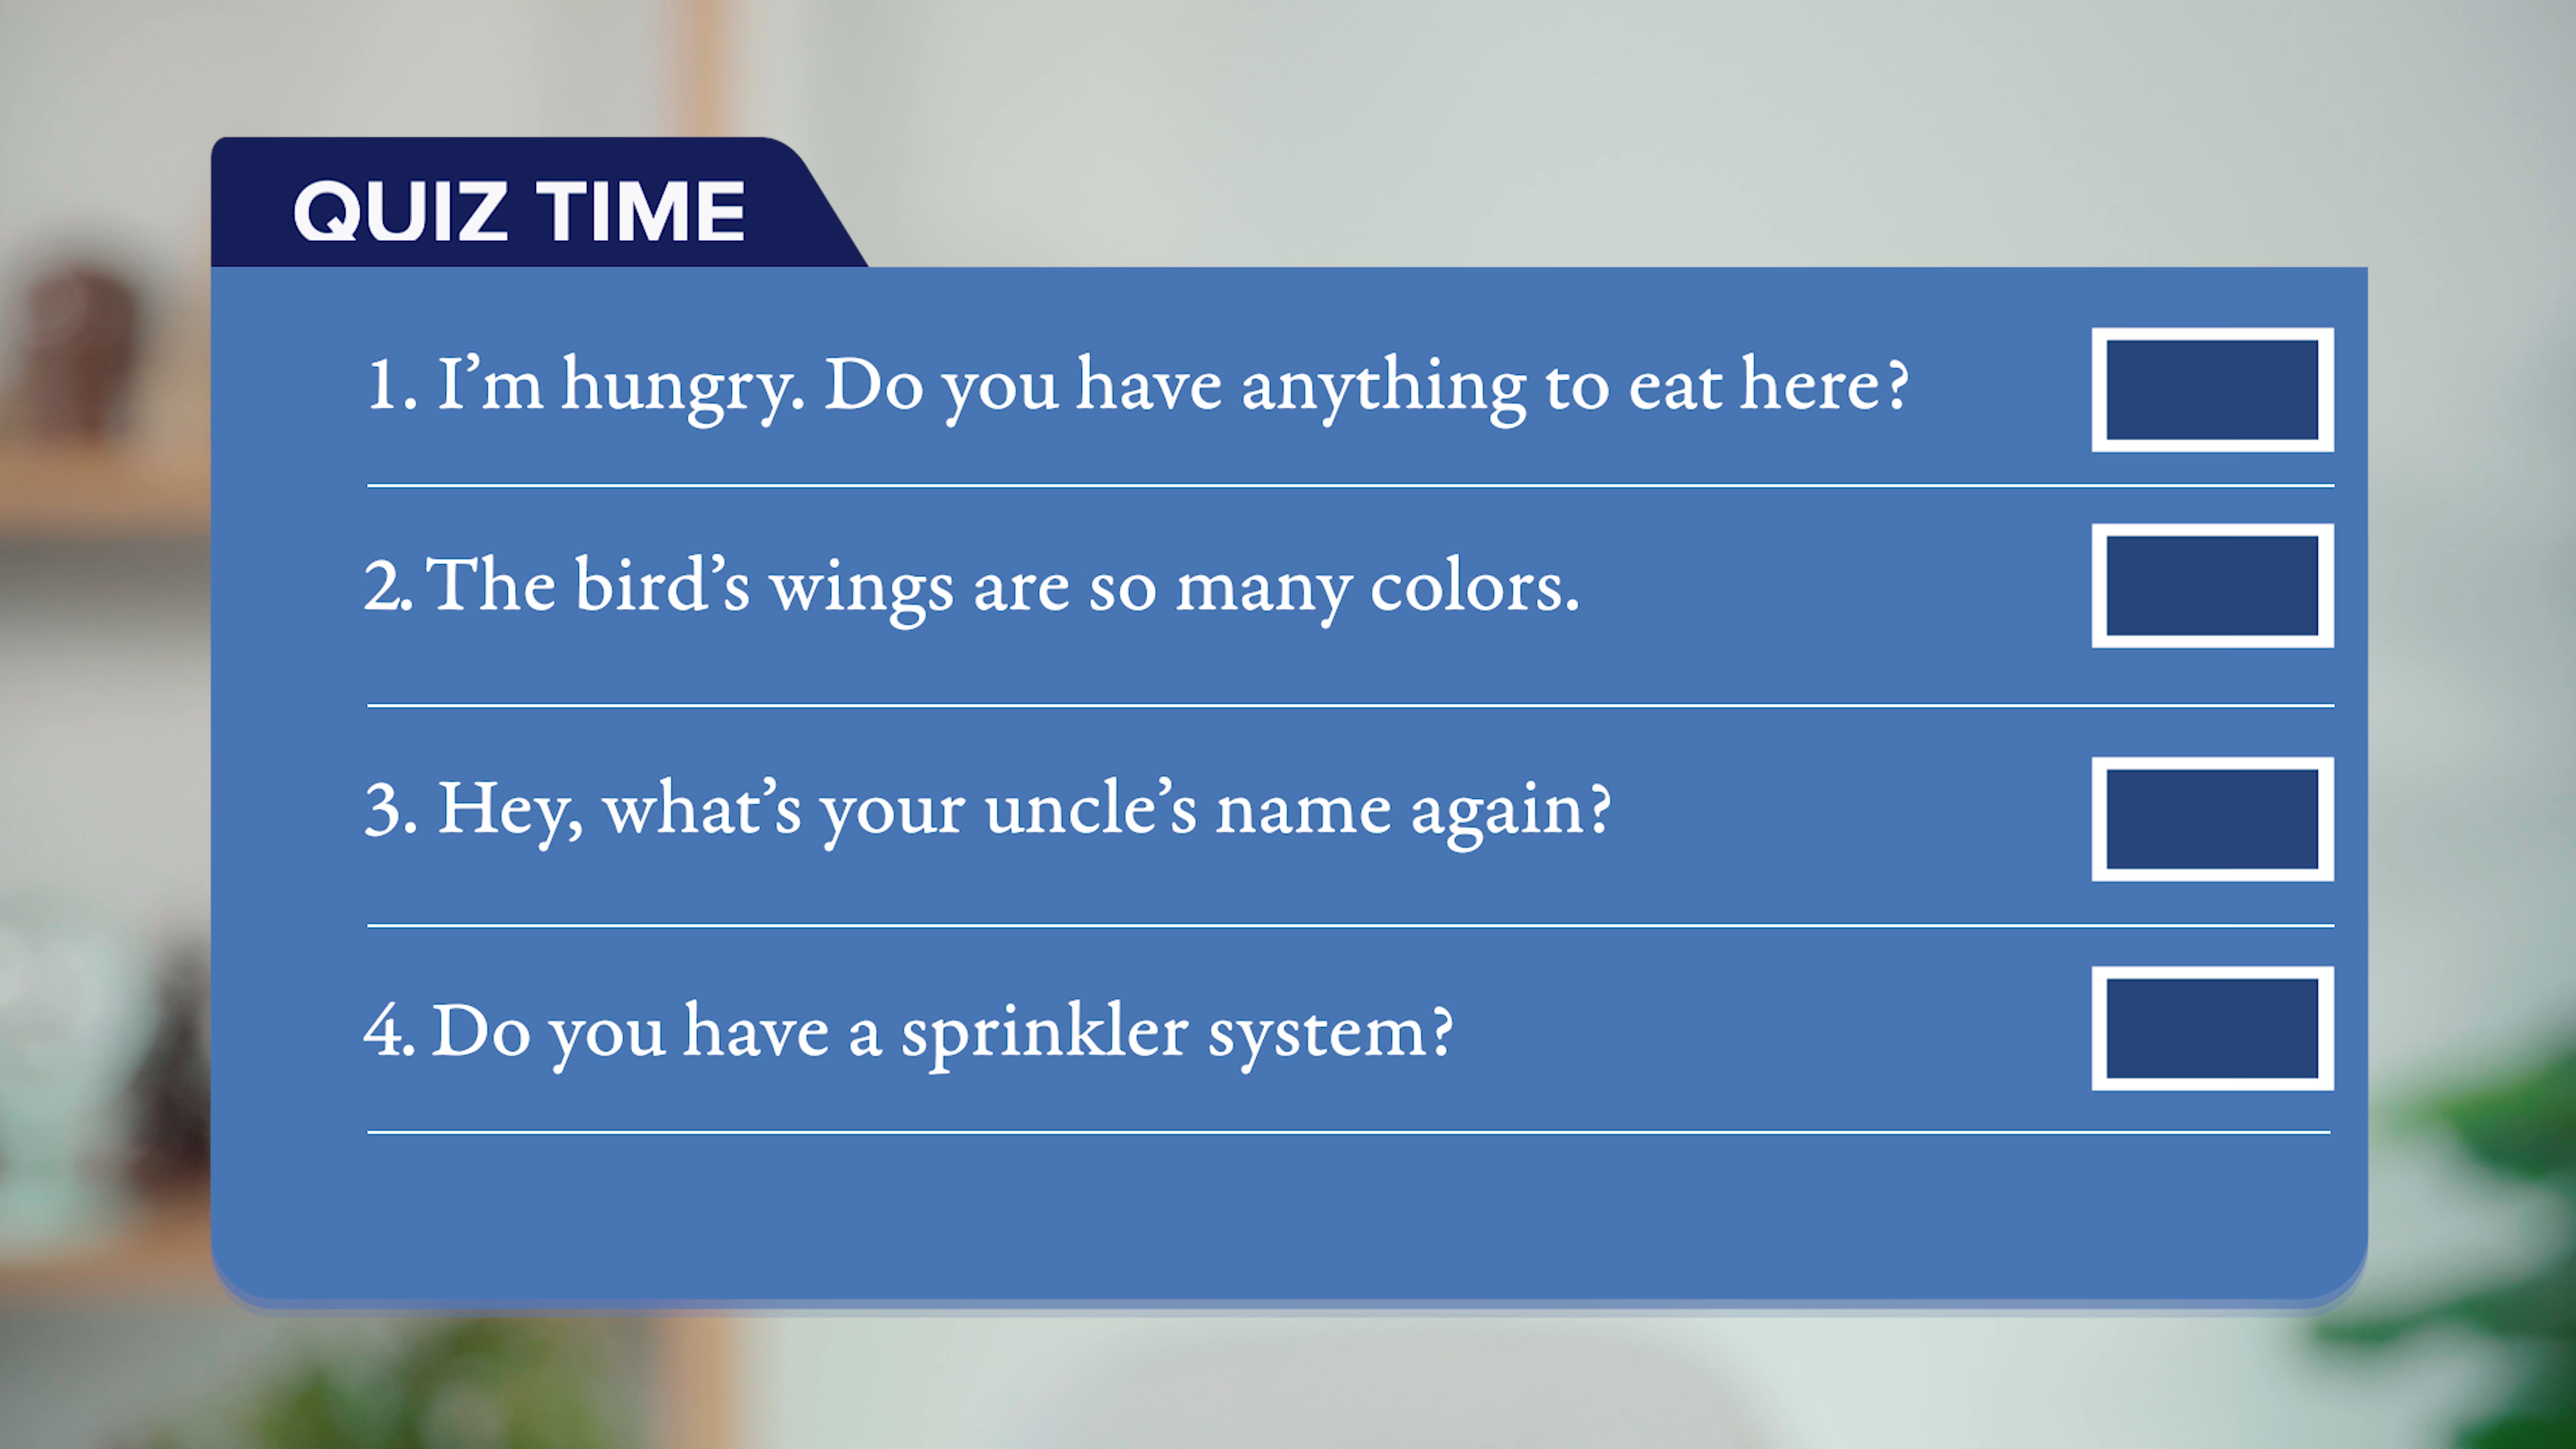 QUIZ TIME
1. I’m hungry. Do you have anything to eat here?
2. The bird’s wings are so many colors.
3. Hey, what’s your uncle’s name again?
4. Do you have a sprinkler system?